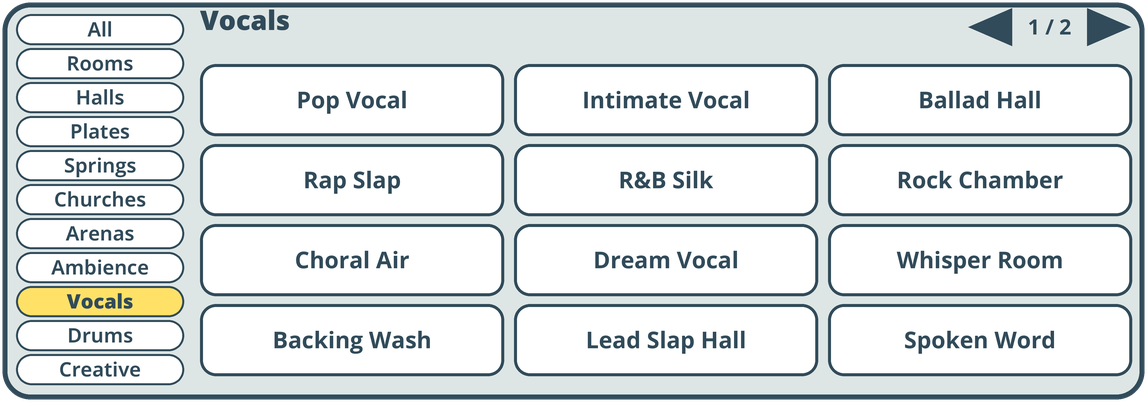 All
Rooms
Halls
Plates
Springs
Churches
Arenas
Ambience
Vocals
Drums
Creative
Vocals
1 / 2
Pop Vocal
Intimate Vocal
Ballad Hall
Rap Slap
R&B Silk
Rock Chamber
Choral Air
Dream Vocal
Whisper Room
Backing Wash
Lead Slap Hall
Spoken Word